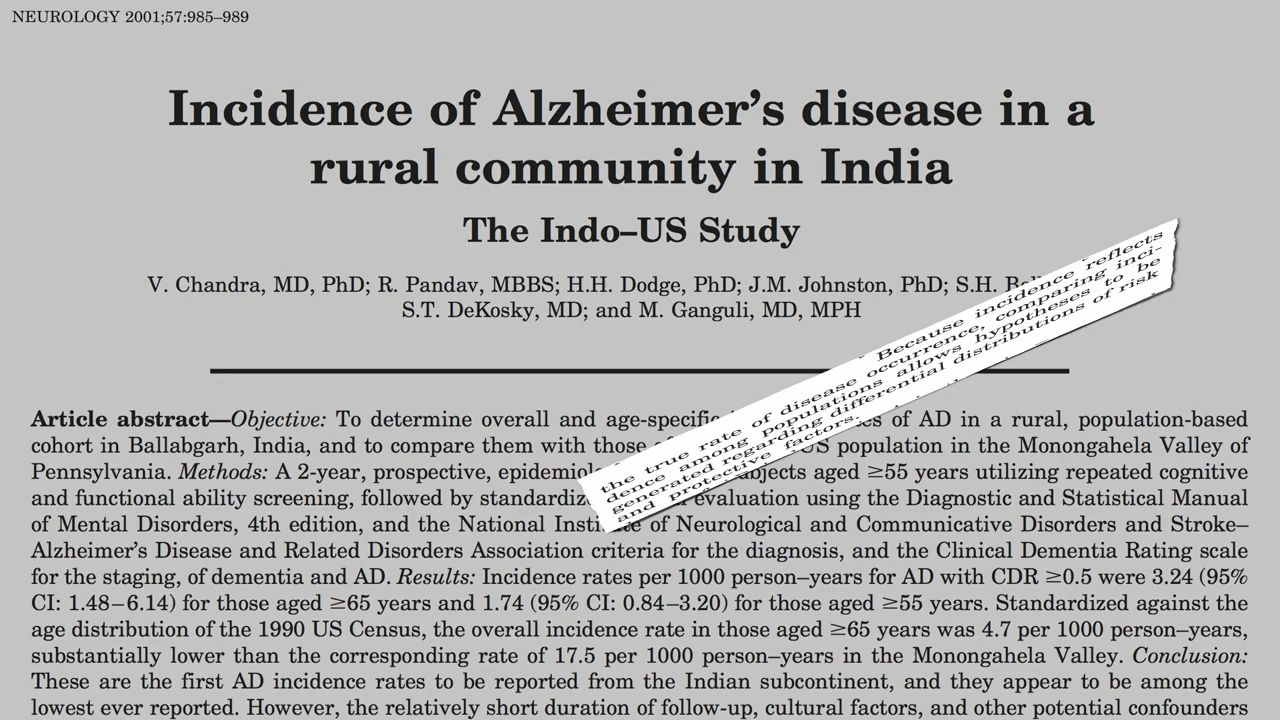 NEUROLOGY 2001;57:985–989
Incidence of Alzheimer’s disease in a
rural community in India
The Indo–US Study
V. Chandra, MD, PhD; R. Pandav, MBBS; H.H. Dodge, PhD; J.M. Johnston, PhD; S.H.
S.T. DeKosky, MD; and M. Ganguli, MD, MPH
Because incidence reflects
the true rate of disease occurrence, comparing inci-
dence among populations allows hypotheses to be
generated regarding differential distributions of risk
and protective factors.
Article abstract—Objective: To determine overall and age-specific of AD in a rural, population-based
cohort in Ballabgarh, India, and to compare them with those US population in the Monongahela Valley of
Pennsylvania. Methods: A 2-year, prospective, aged ≥55 years utilizing repeated cognitive
and functional ability screening, followed by evaluation using the Diagnostic and Statistical Manual
of Mental Disorders, 4th edition, and the National Institute of Neurological and Communicative Disorders and Stroke–
Alzheimer’s Disease and Related Disorders Association criteria for the diagnosis, and the Clinical Dementia Rating scale
for the staging, of dementia and AD. Results: Incidence rates per 1000 person–years for AD with CDR ≥0.5 were 3.24 (95%
CI: 1.48–6.14) for those aged ≥65 years and 1.74 (95% CI: 0.84–3.20) for those aged ≥55 years. Standardized against the
age distribution of the 1990 US Census, the overall incidence rate in those aged ≥65 years was 4.7 per 1000 person–years,
substantially lower than the corresponding rate of 17.5 per 1000 person–years in the Monongahela Valley. Conclusion:
These are the first AD incidence rates to be reported from the Indian subcontinent, and they appear to be among the
lowest ever reported. However, the relatively short duration of follow-up, cultural factors, and other potential confounders